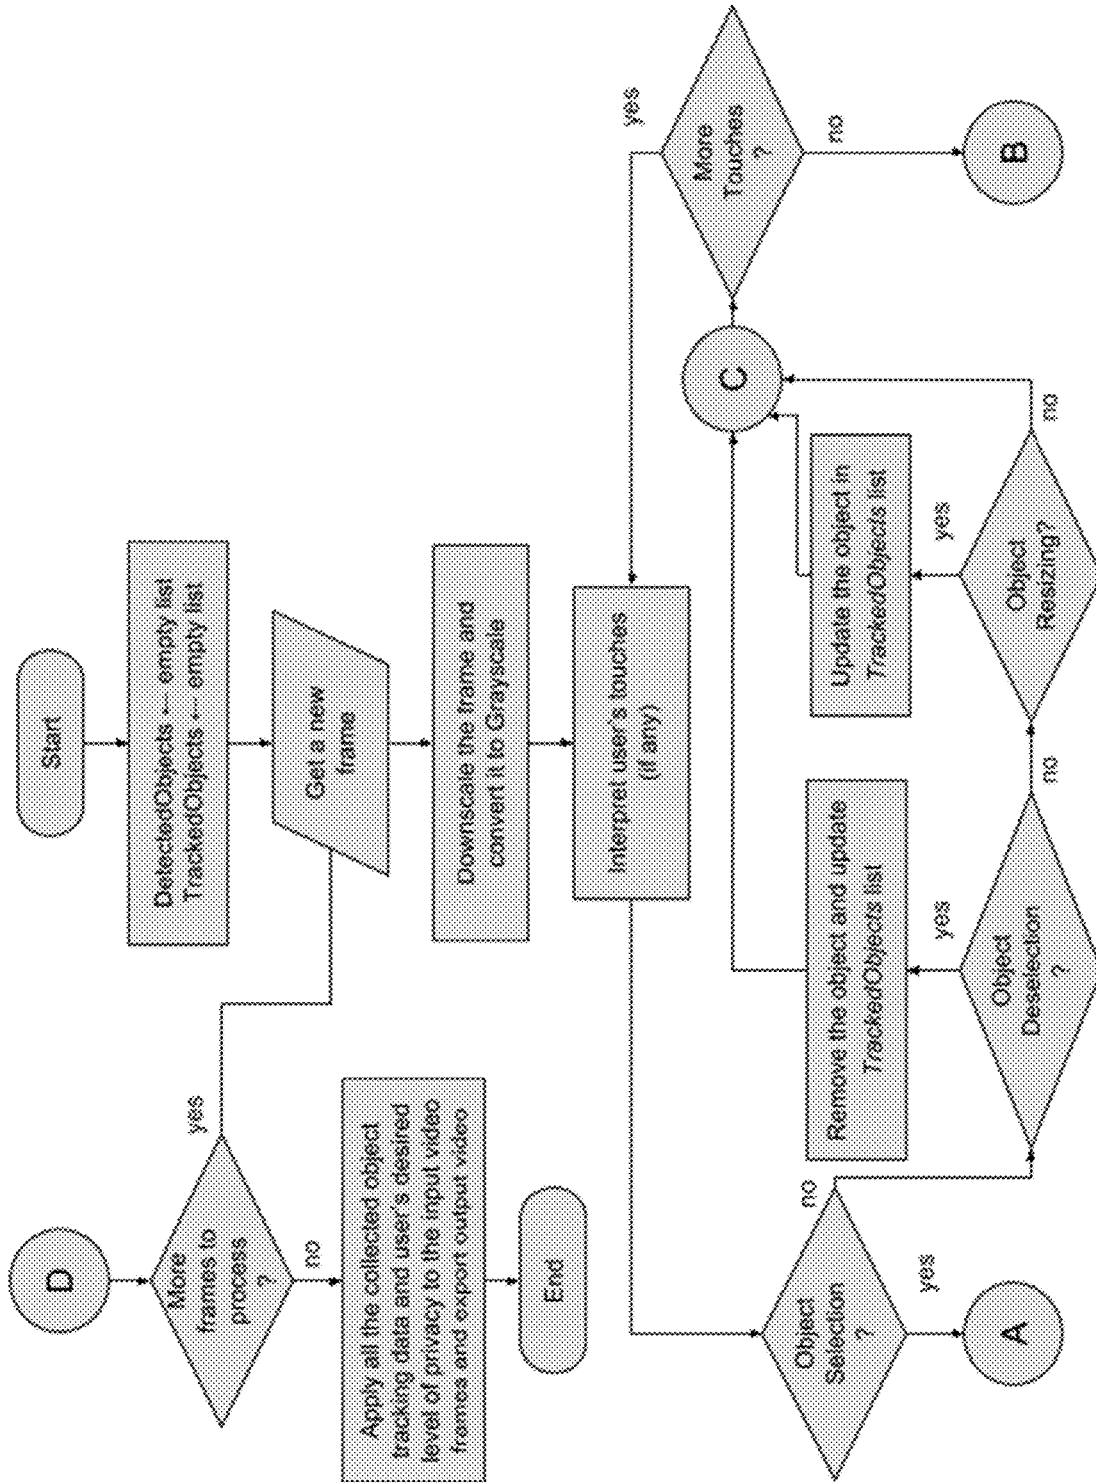 D
More
frames to
process
?
yes
no
Apply all the collected object
tracking data and user's desired
level of privacy to the input video
frames and export output video
End
Start
DetectedObjects ← empty list
TrackedObjects ← empty list
Get a new
frame
Downscale the frame and
convert it to Grayscale
Interpret user's touches
(if any)
Object
Selection
?
no
yes
A
Remove the object and update
TrackedObjects list
yes
Object
Deselection
?
no
Update the object in
TrackedObjects list
yes
Object
Resizing?
no
C
More
Touches
?
yes
no
B